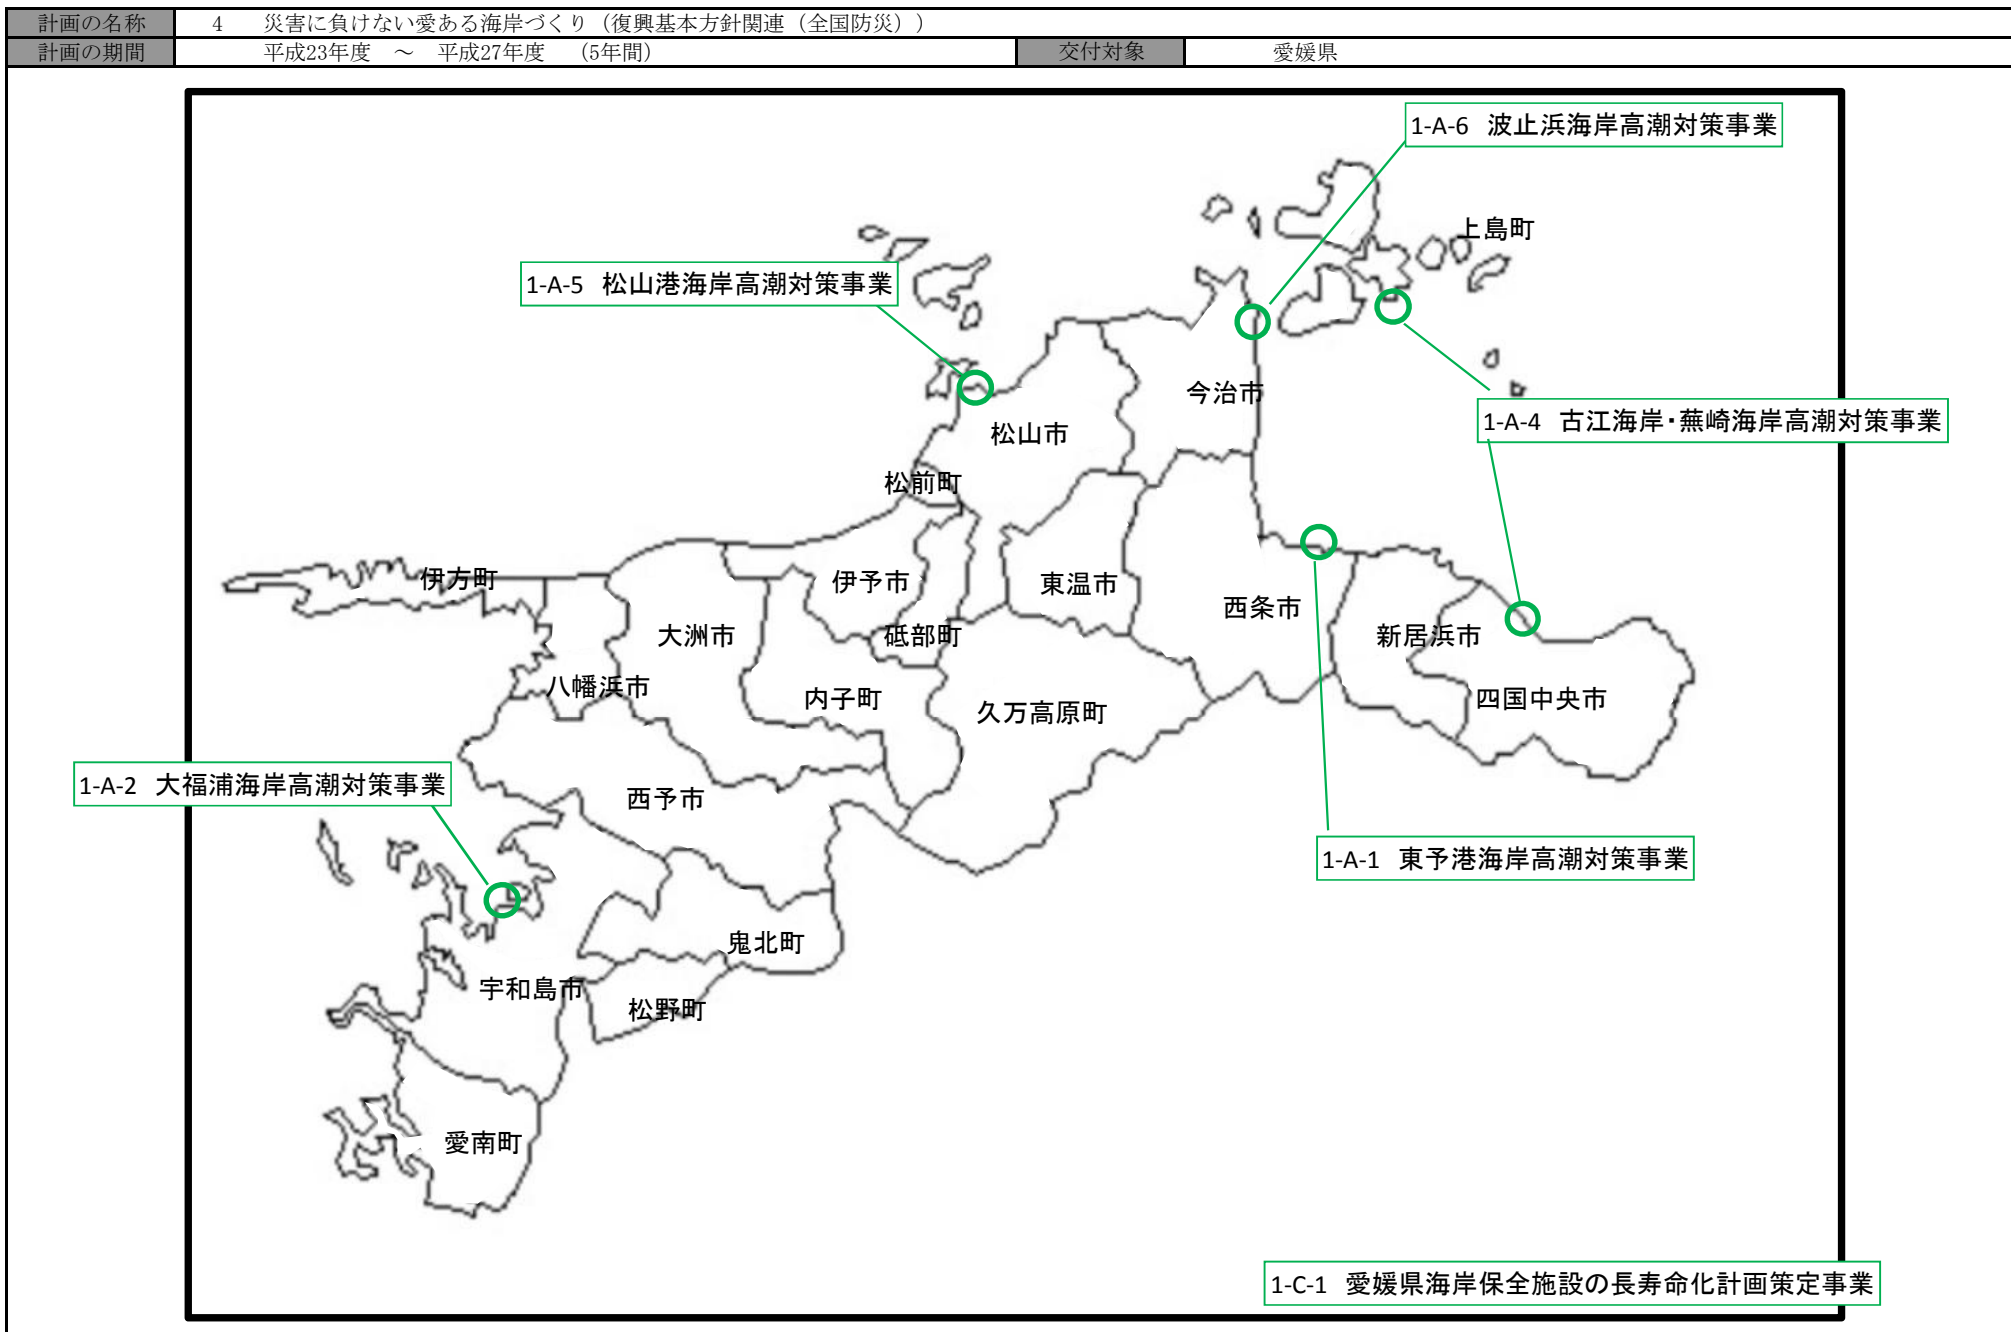 計画の名称 4 災害に負けない愛ある海岸づくり（復興基本方針関連（全国防災））
計画の期間 平成23年度 ～ 平成27年度 （5年間） 交付対象 愛媛県
1-A-6 波止浜海岸高潮対策事業
上島町
1-A-5 松山港海岸高潮対策事業
今治市
1-A-4 古江海岸・蕪崎海岸高潮対策事業
松山市
松前町
伊方町
伊予市
東温市
西条市
大洲市
砥部町
新居浜市
八幡浜市
内子町
久万高原町
四国中央市
1-A-2 大福浦海岸高潮対策事業
西予市
1-A-1 東予港海岸高潮対策事業
鬼北町
宇和島市
松野町
愛南町
1-C-1 愛媛県海岸保全施設の長寿命化計画策定事業